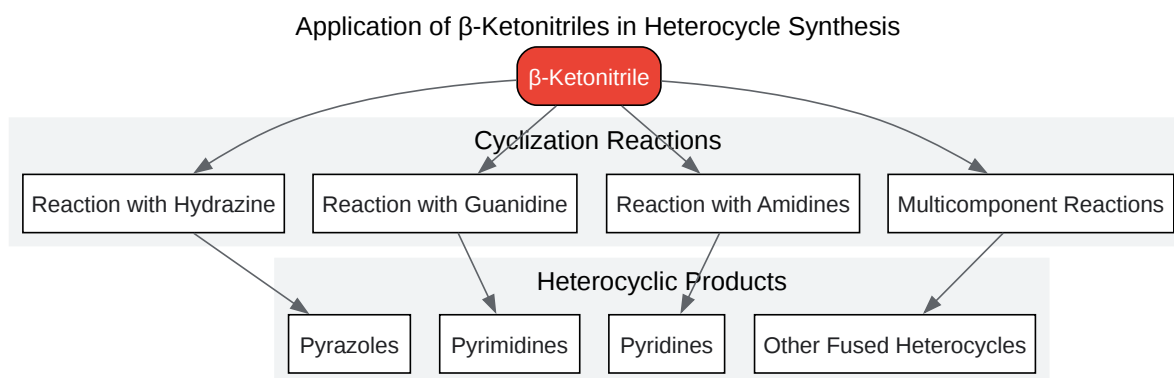 Application of β-Ketonitriles in Heterocycle Synthesis
β-Ketonitrile
Cyclization Reactions
Reaction with Hydrazine
Reaction with Guanidine
Reaction with Amidines
Multicomponent Reactions
Heterocyclic Products
Pyrazoles
Pyrimidines
Pyridines
Other Fused Heterocycles